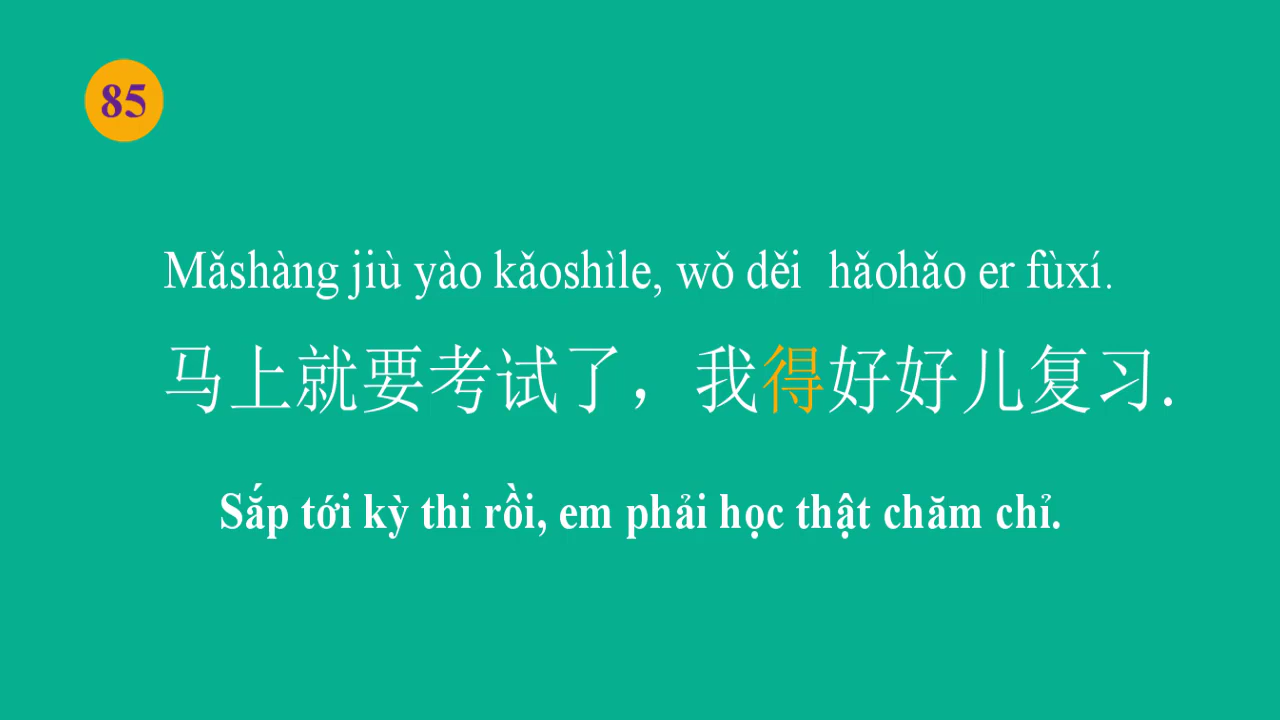 85
Mǎshàng jiù yào kǎoshìle, wǒ děi hǎohǎo er fùxí.
马上就要考试了，我得好好儿复习.
Sắp tới kỳ thi rồi, em phải học thật chăm chỉ.